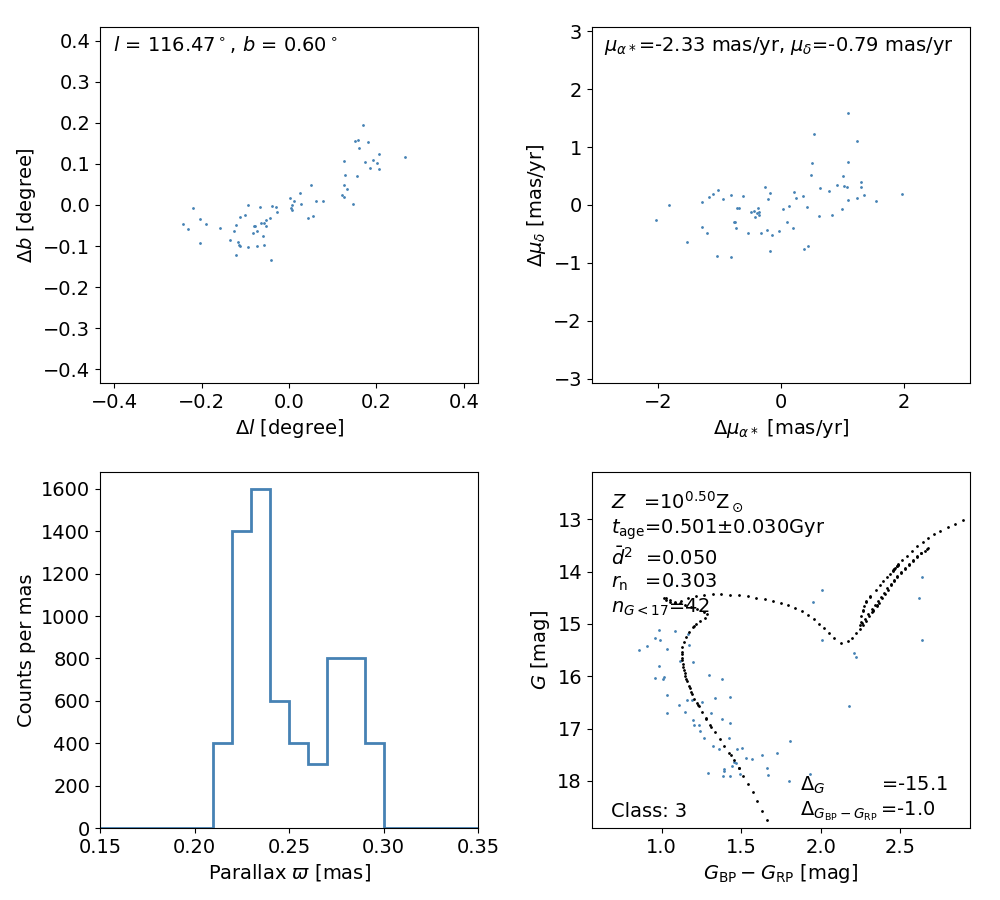 l = 116.47°, b = 0.60°
0.4
0.3
0.2
0.1
0.0
−0.1
−0.2
−0.3
−0.4
Δb [degree]
−0.4 −0.2 0.0 0.2 0.4
Δl [degree]
μα*=-2.33 mas/yr, μδ=-0.79 mas/yr
3
2
1
0
−1
−2
−3
Δμδ [mas/yr]
−2 0 2
Δμα* [mas/yr]
1600
1400
1200
1000
800
600
400
200
0
Counts per mas
0.15 0.20 0.25 0.30 0.35
Parallax ϖ [mas]
Z =10^0.50Z⊙
tage=0.501±0.030Gyr
d̄² =0.050
rn =0.303
nG<17=42
13
14
15
16
17
18
G [mag]
ΔG =-15.1
Class: 3 ΔGBP−GRP=-1.0
1.0 1.5 2.0 2.5
GBP − GRP [mag]